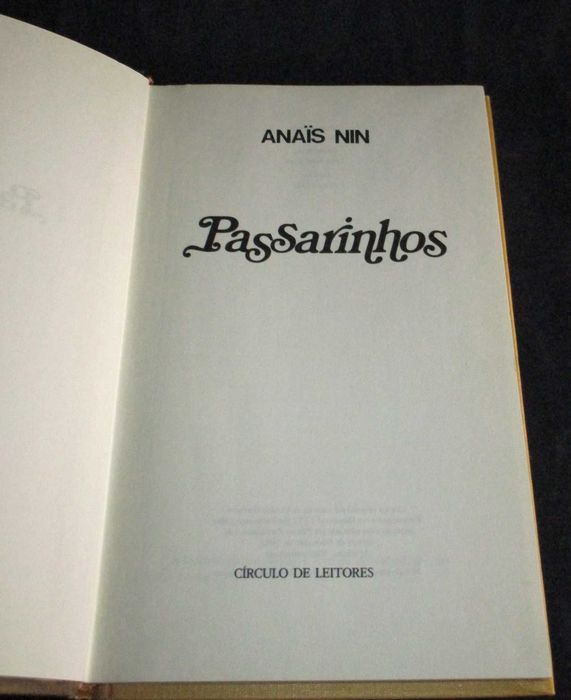 ANAÏS NIN
Passarinhos
CÍRCULO DE LEITORES